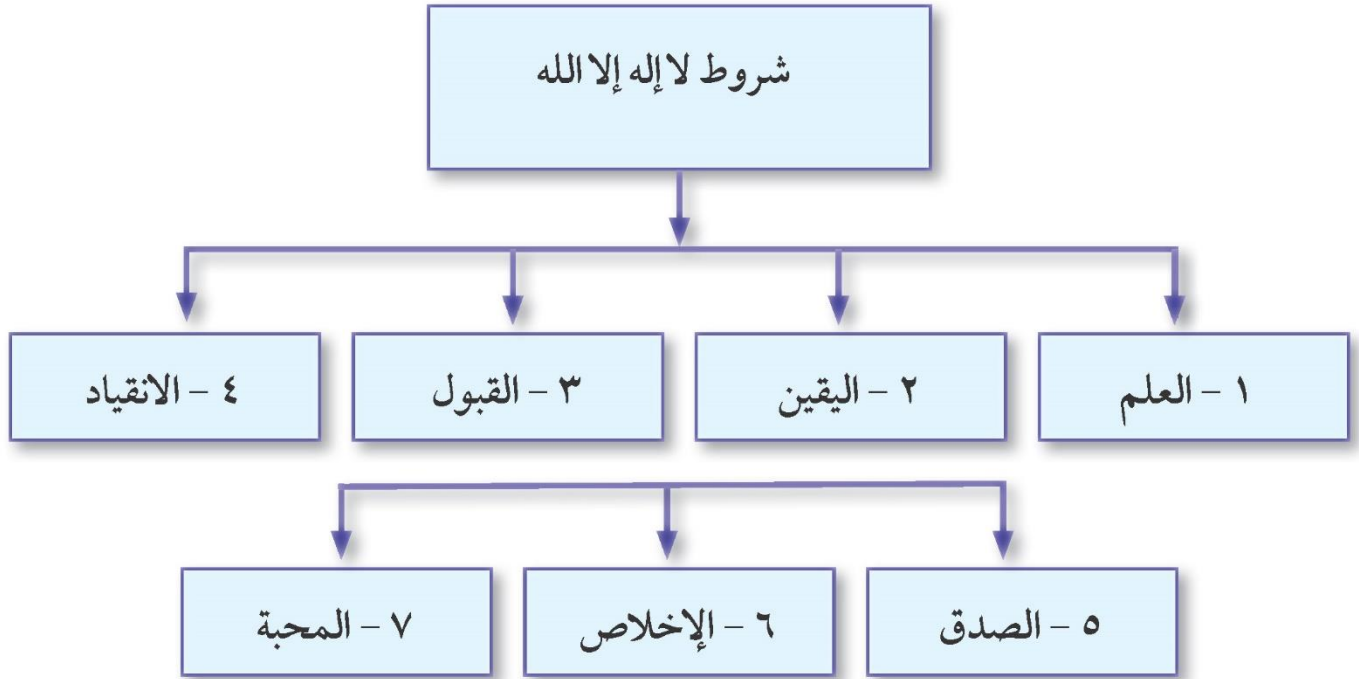 شروط لا إله إلا الله
١ - العلم
٢ - اليقين
٣ - القبول
٤ - الانقياد
٥ - الصدق
٦ - الإخلاص
٧ - المحبة